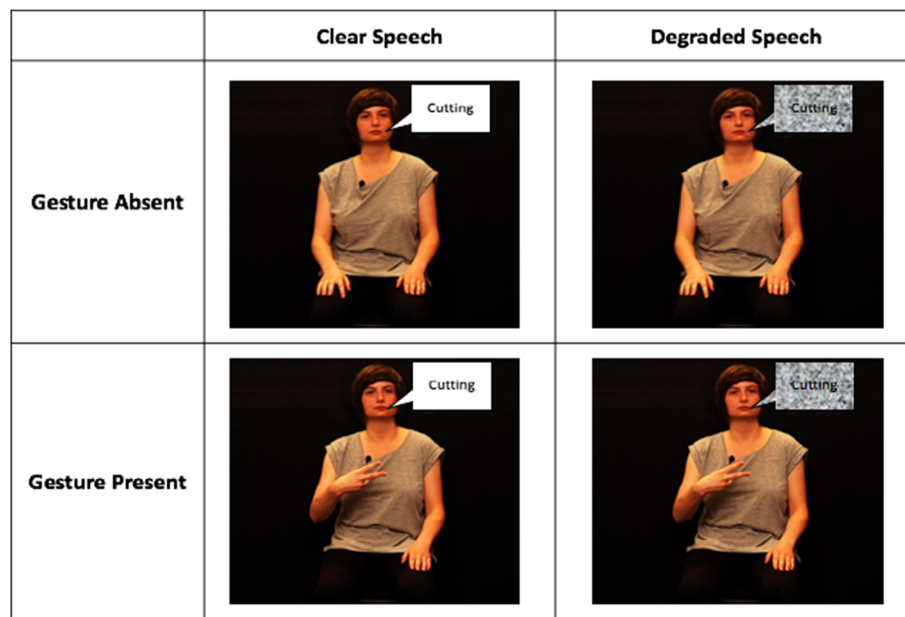 Clear Speech
Degraded Speech
Gesture Absent
Cutting
Cutting
Gesture Present
Cutting
Cutting